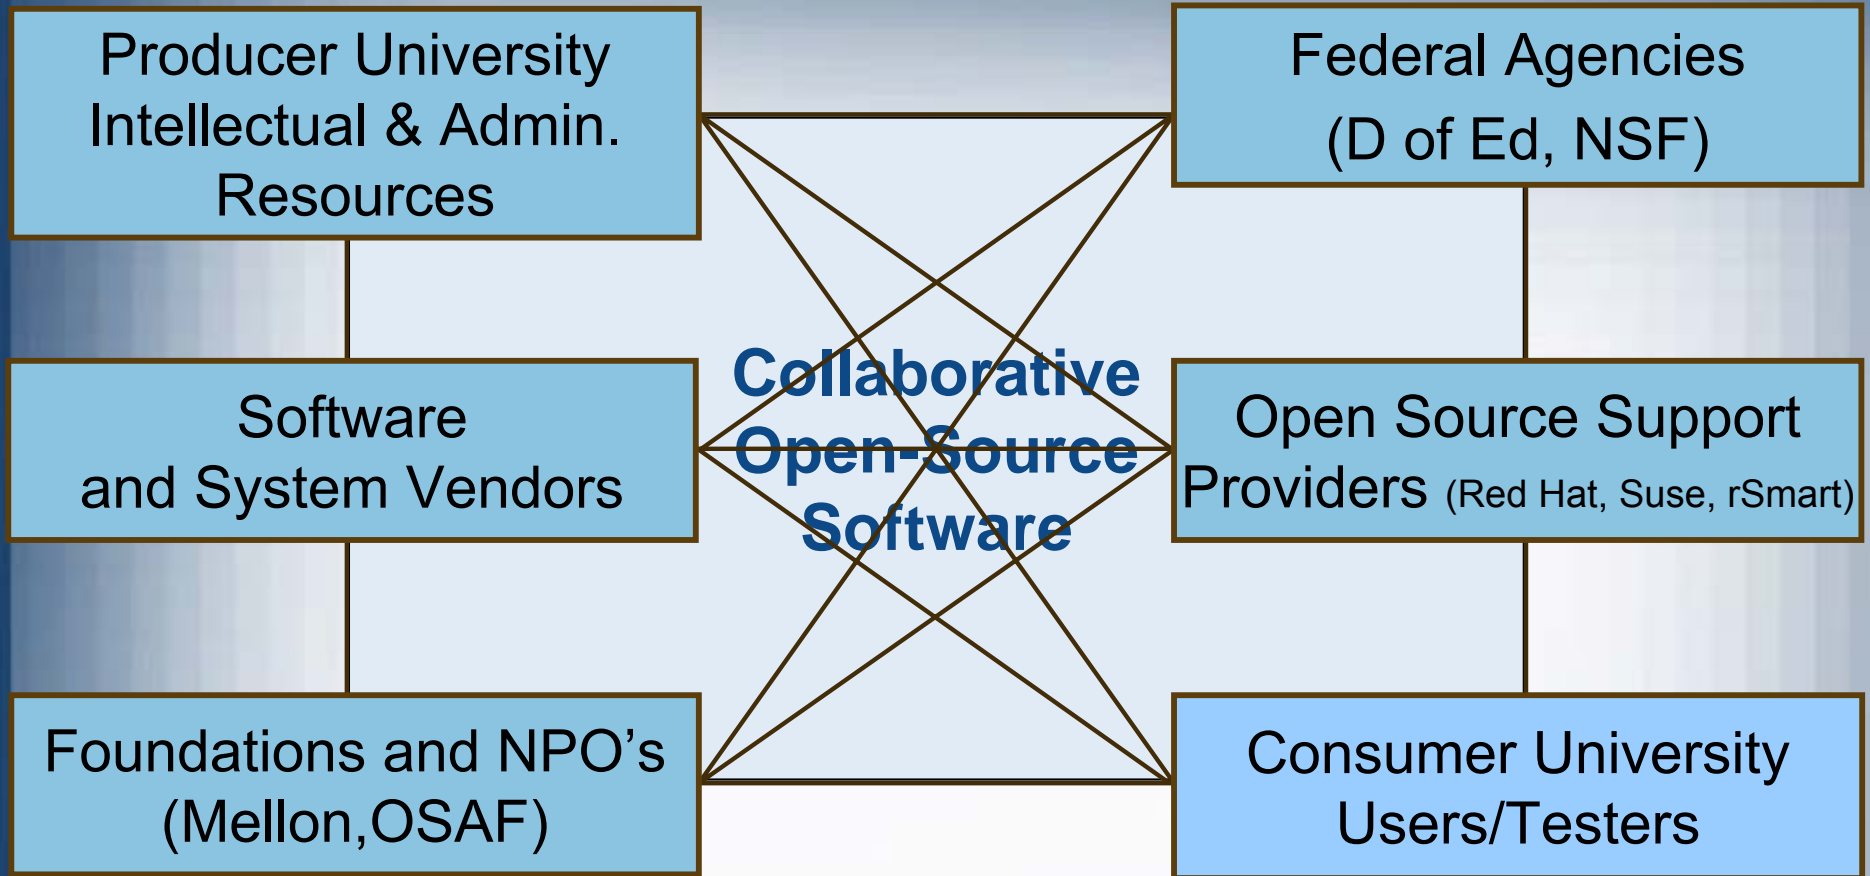 Producer University
Intellectual & Admin.
Resources
Federal Agencies
(D of Ed, NSF)
Software
and System Vendors
Collaborative
Open-Source
Software
Open Source Support
Providers (Red Hat, Suse, rSmart)
Foundations and NPO’s
(Mellon,OSAF)
Consumer University
Users/Testers